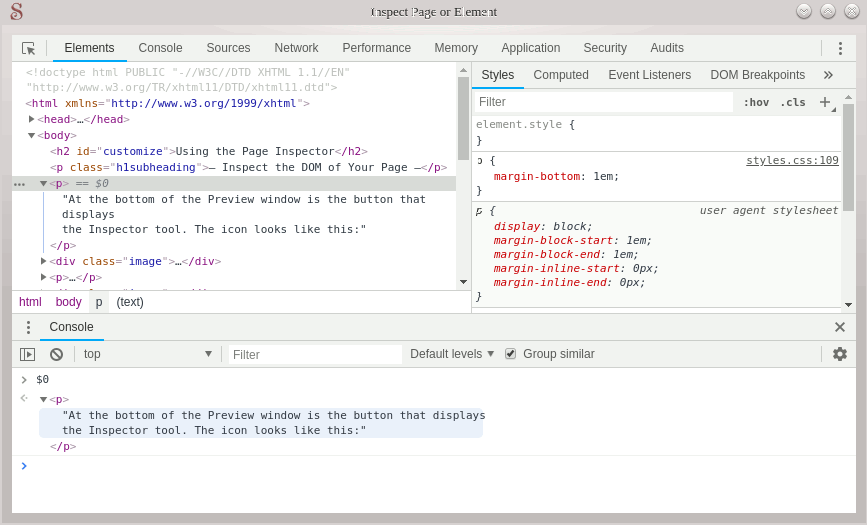 Inspect Page or Element
Elements Console Sources Network Performance Memory Application Security Audits
<!doctype html PUBLIC "-//W3C//DTD XHTML 1.1//EN"
"http://www.w3.org/TR/xhtml11/DTD/xhtml11.dtd">
<html xmlns="http://www.w3.org/1999/xhtml">
<head>…</head>
<body>
<h2 id="customize">Using the Page Inspector</h2>
<p class="h1subheading">— Inspect the DOM of Your Page —</p>
<p> == $0
"At the bottom of the Preview window is the button that
displays
the Inspector tool. The icon looks like this:"
</p>
<div class="image">…</div>
<p>…</p>
html body p (text)
Styles Computed Event Listeners DOM Breakpoints »
Filter :hov .cls +
element.style {
}
p { styles.css:109
margin-bottom: 1em;
}
p { user agent stylesheet
display: block;
margin-block-start: 1em;
margin-block-end: 1em;
margin-inline-start: 0px;
margin-inline-end: 0px;
}
Console
top Filter Default levels Group similar
> $0
<p>
"At the bottom of the Preview window is the button that displays
the Inspector tool. The icon looks like this:"
</p>
>